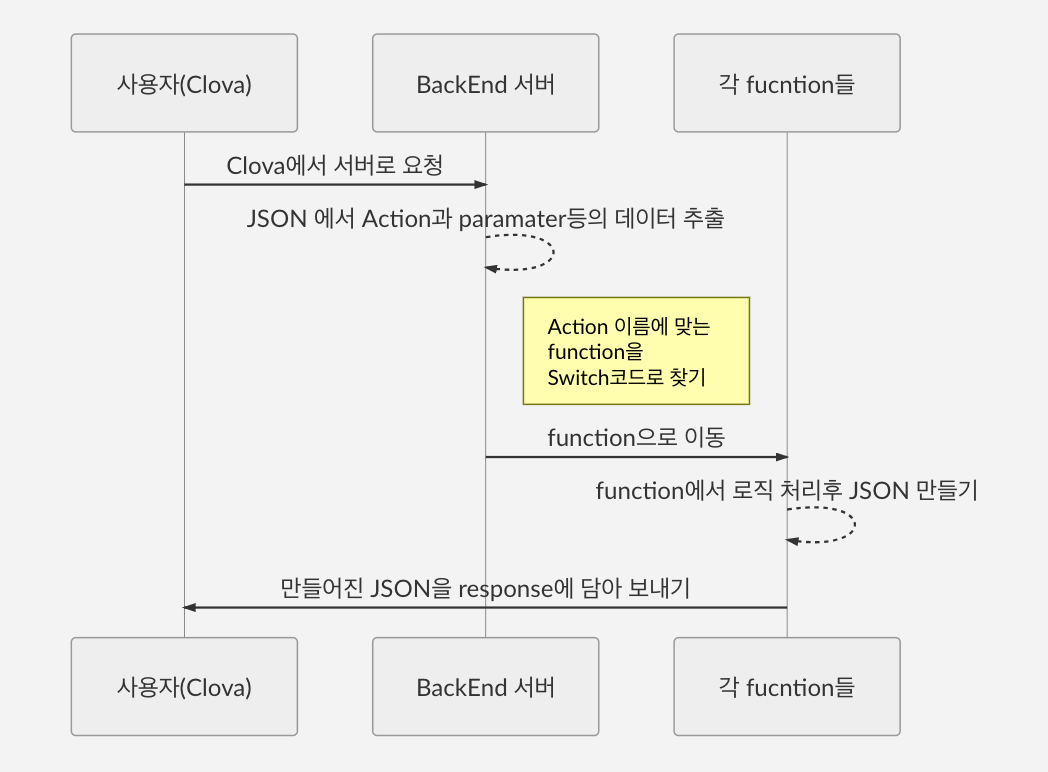 사용자(Clova)
BackEnd 서버
각 fucntion들
Clova에서 서버로 요청
JSON 에서 Action과 paramater등의 데이터 추출
Action 이름에 맞는
function을
Switch코드로 찾기
function으로 이동
function에서 로직 처리후 JSON 만들기
만들어진 JSON을 response에 담아 보내기
사용자(Clova)
BackEnd 서버
각 fucntion들